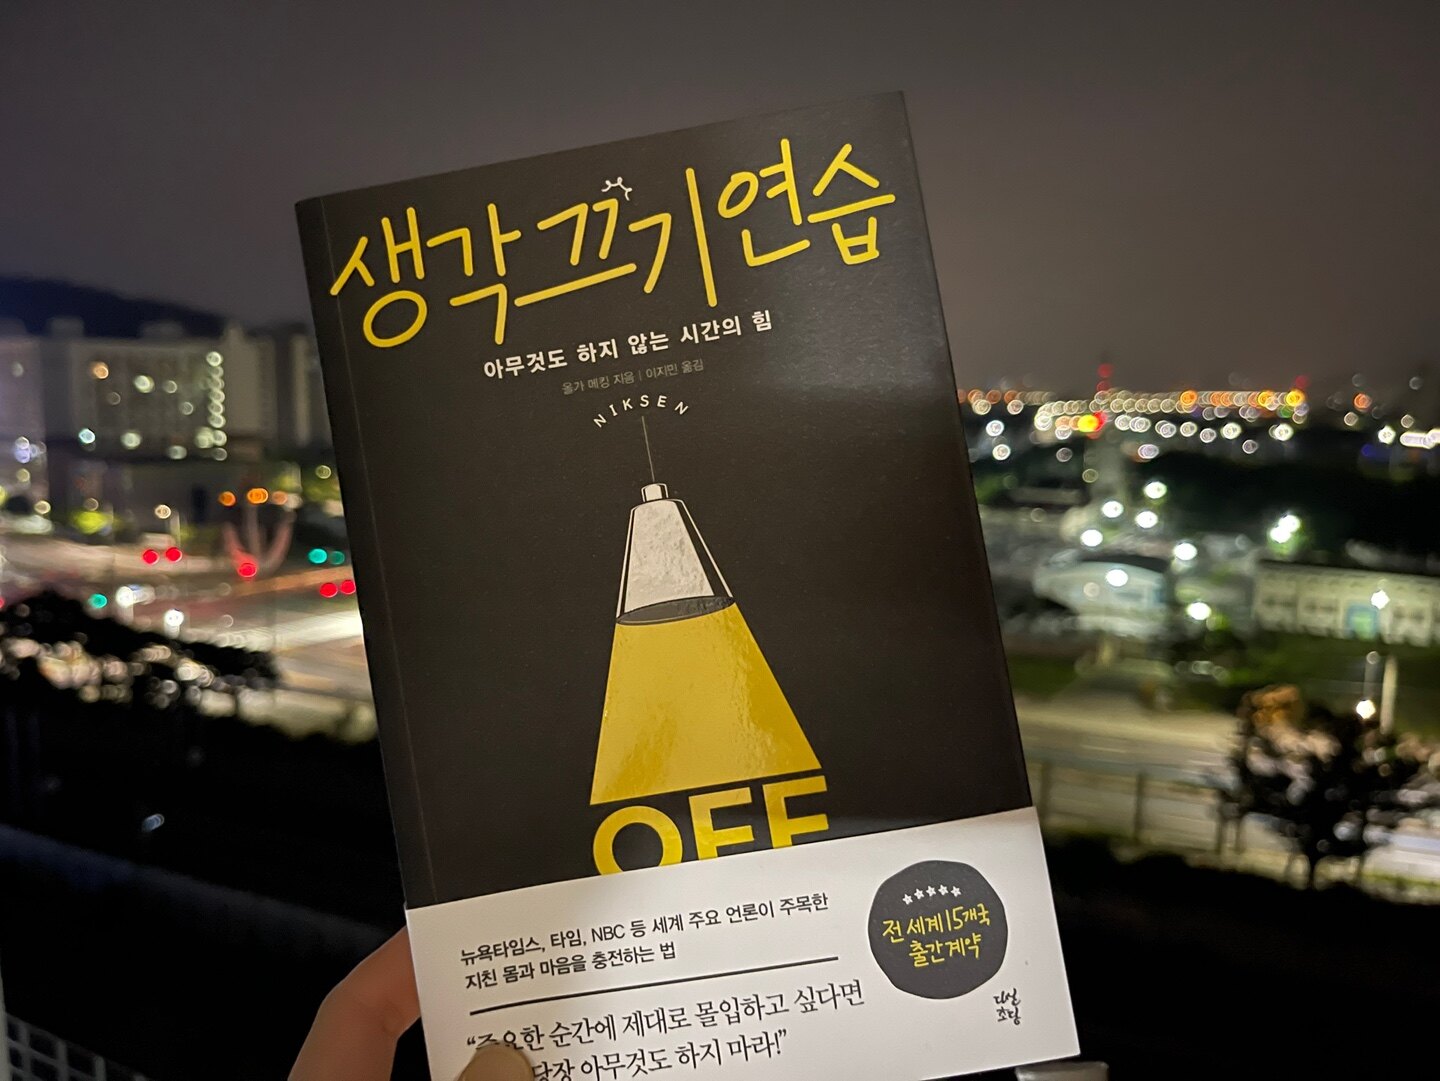 생각 끄기 연습
아무것도 하지 않는 시간의 힘
올가 메킹 지음 | 이지민 옮김
NIKSEN
OFF
뉴욕타임스, 타임, NBC 등 세계 주요 언론이 주목한
지친 몸과 마음을 충전하는 법
전 세계 15개국
출간 계약
다산
초당
순간에 제대로 몰입하고 싶다면
아무것도 하지 마라!”